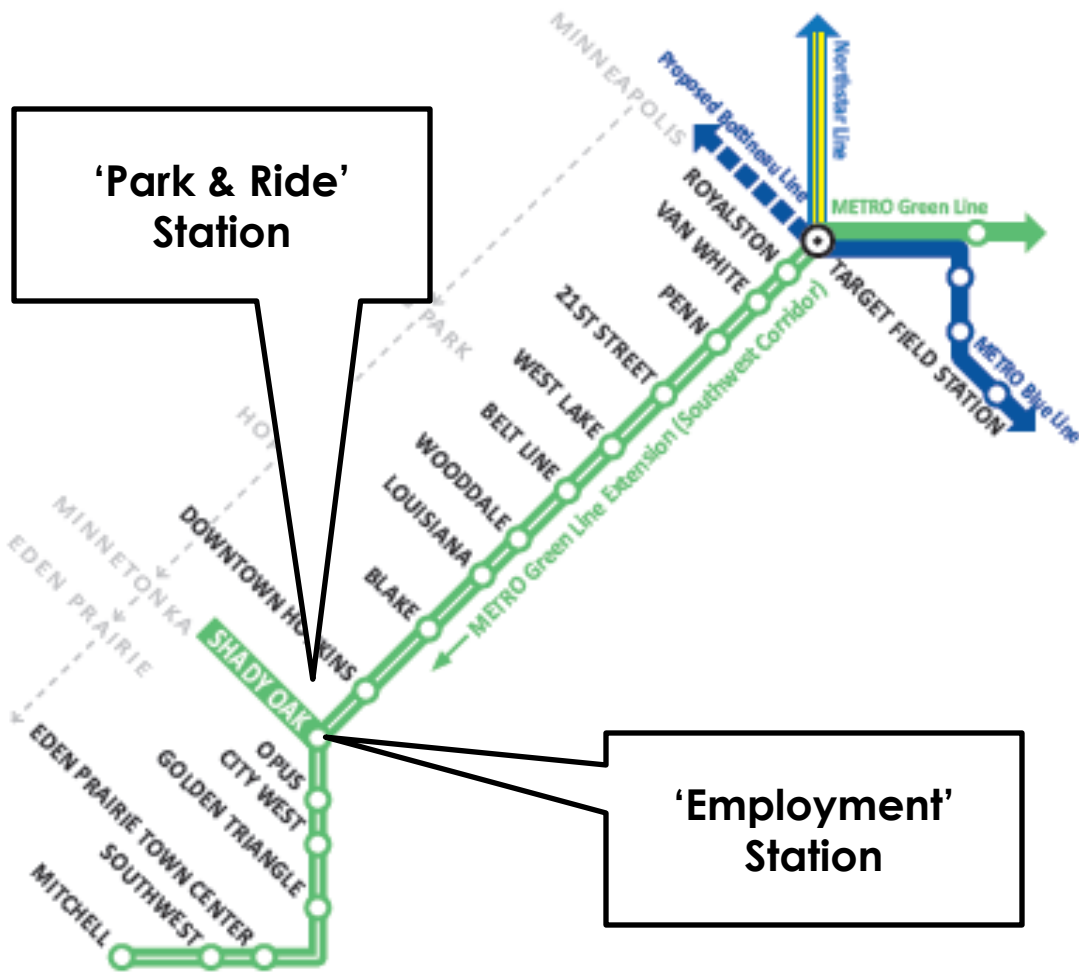 MINNEAPOLIS
Proposed Bottineau Line
Northstar Line
‘Park & Ride’
Station
ROYALSTON
METRO Green Line
VAN WHITE
TARGET FIELD STATION
PENN
PARK
21ST STREET
METRO Blue Line
WEST LAKE
METRO Green Line Extension (Southwest Corridor)
BELT LINE
WOODDALE
LOUISIANA
DOWNTOWN
BLAKE
MINNETONKA
EDEN PRAIRIE
SHADY OAK
OPUS
CITY WEST
GOLDEN TRIANGLE
EDEN PRAIRIE TOWN CENTER
SOUTHWEST
MITCHELL
‘Employment’
Station